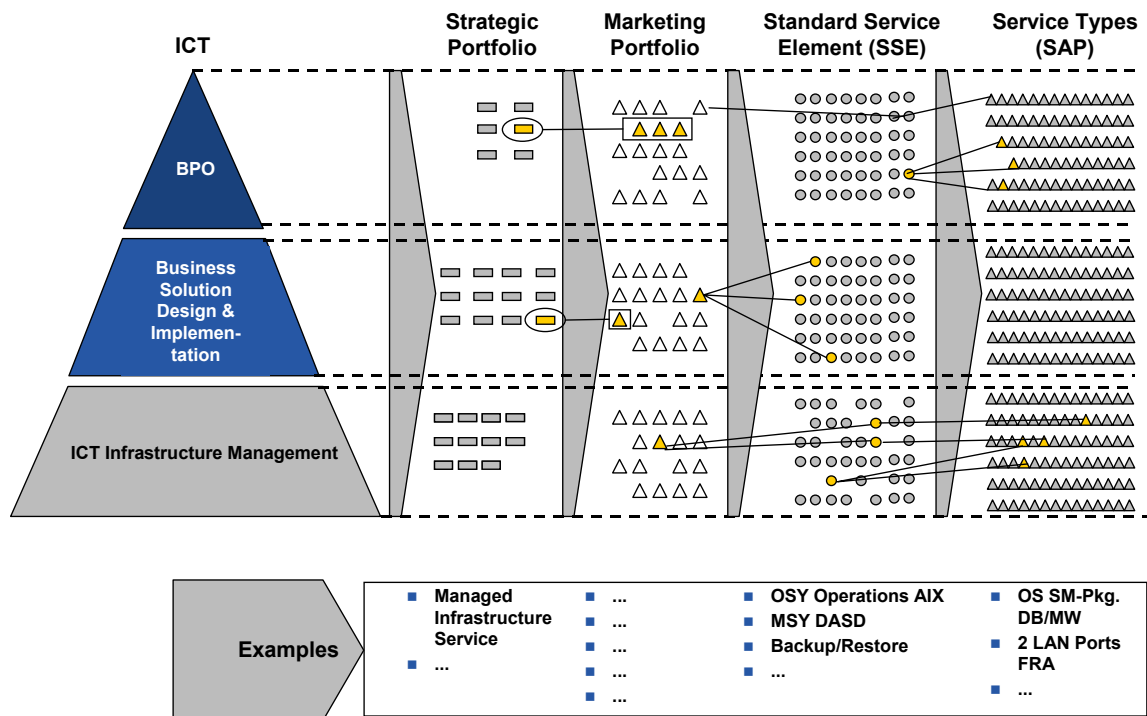 ICT
Strategic
Portfolio
Marketing
Portfolio
Standard Service
Element (SSE)
Service Types
(SAP)
BPO
Business
Solution
Design &
Implemen-
tation
ICT Infrastructure Management
Examples
Managed
Infrastructure
Service
...
...
...
...
...
...
OSY Operations AIX
MSY DASD
Backup/Restore
...
OS SM-Pkg.
DB/MW
2 LAN Ports
FRA
...